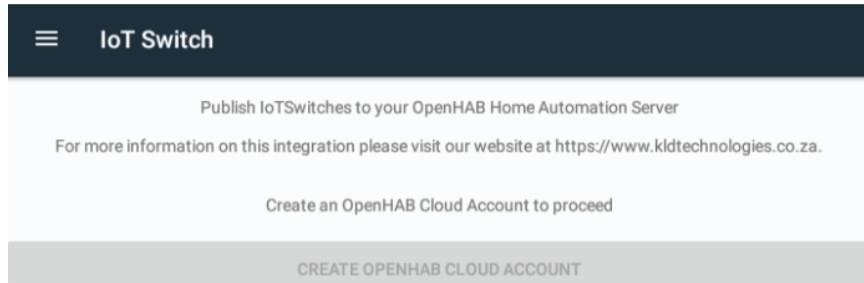 IoT Switch
Publish IoTSwitches to your OpenHAB Home Automation Server
For more information on this integration please visit our website at https://www.kldtechnologies.co.za.
Create an OpenHAB Cloud Account to proceed
CREATE OPENHAB CLOUD ACCOUNT